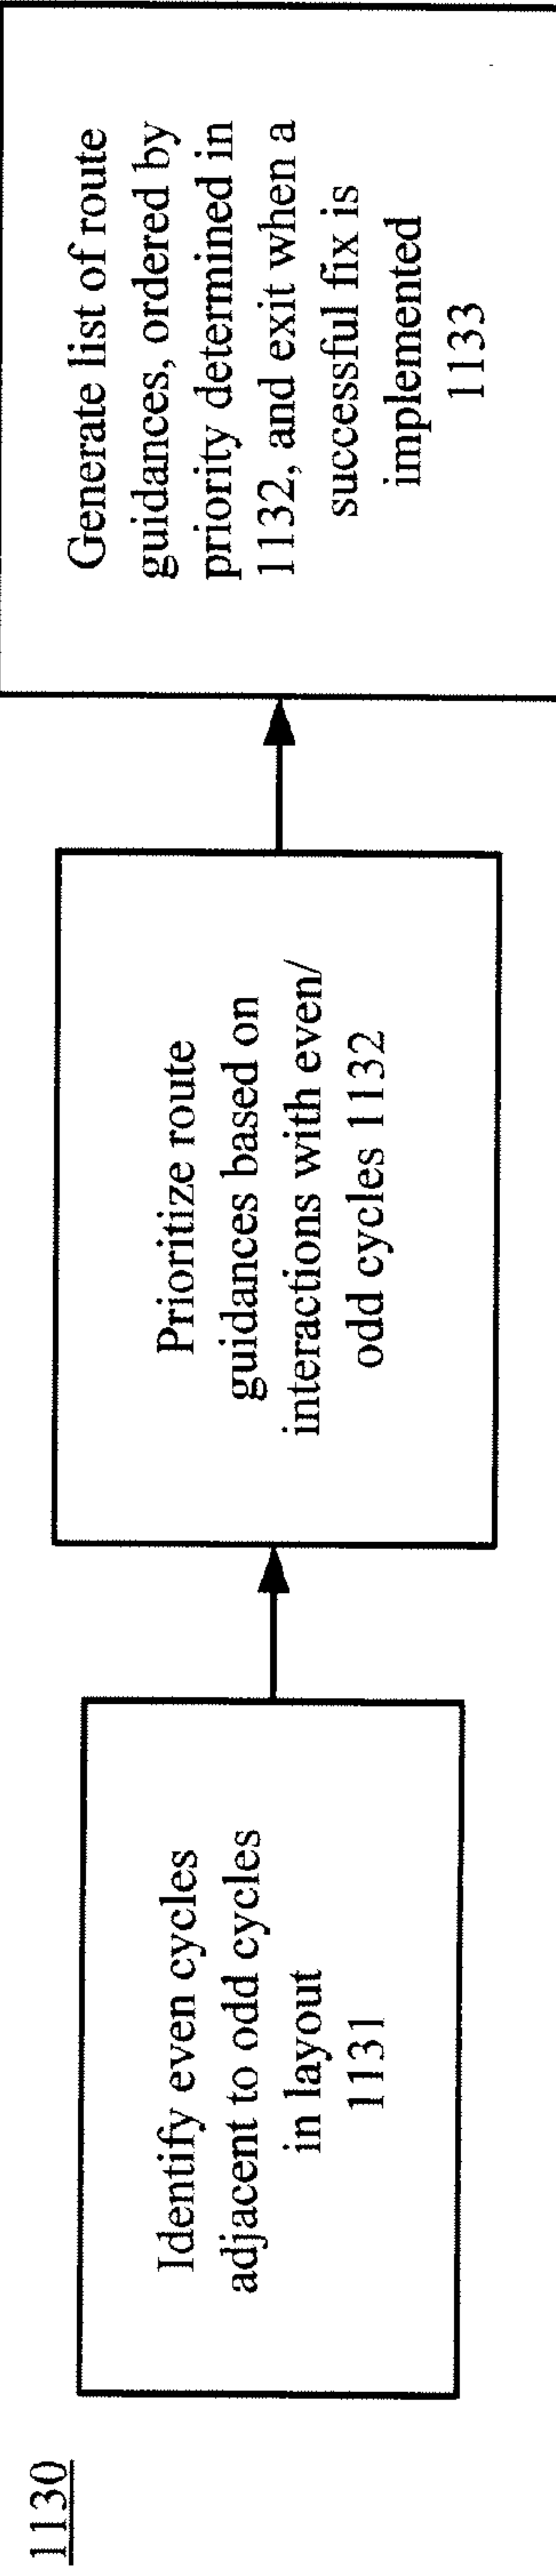 1130
Identify even cycles
adjacent to odd cycles
in layout
1131
Prioritize route
guidances based on
interactions with even/
odd cycles 1132
Generate list of route
guidances, ordered by
priority determined in
1132, and exit when a
successful fix is
implemented
1133